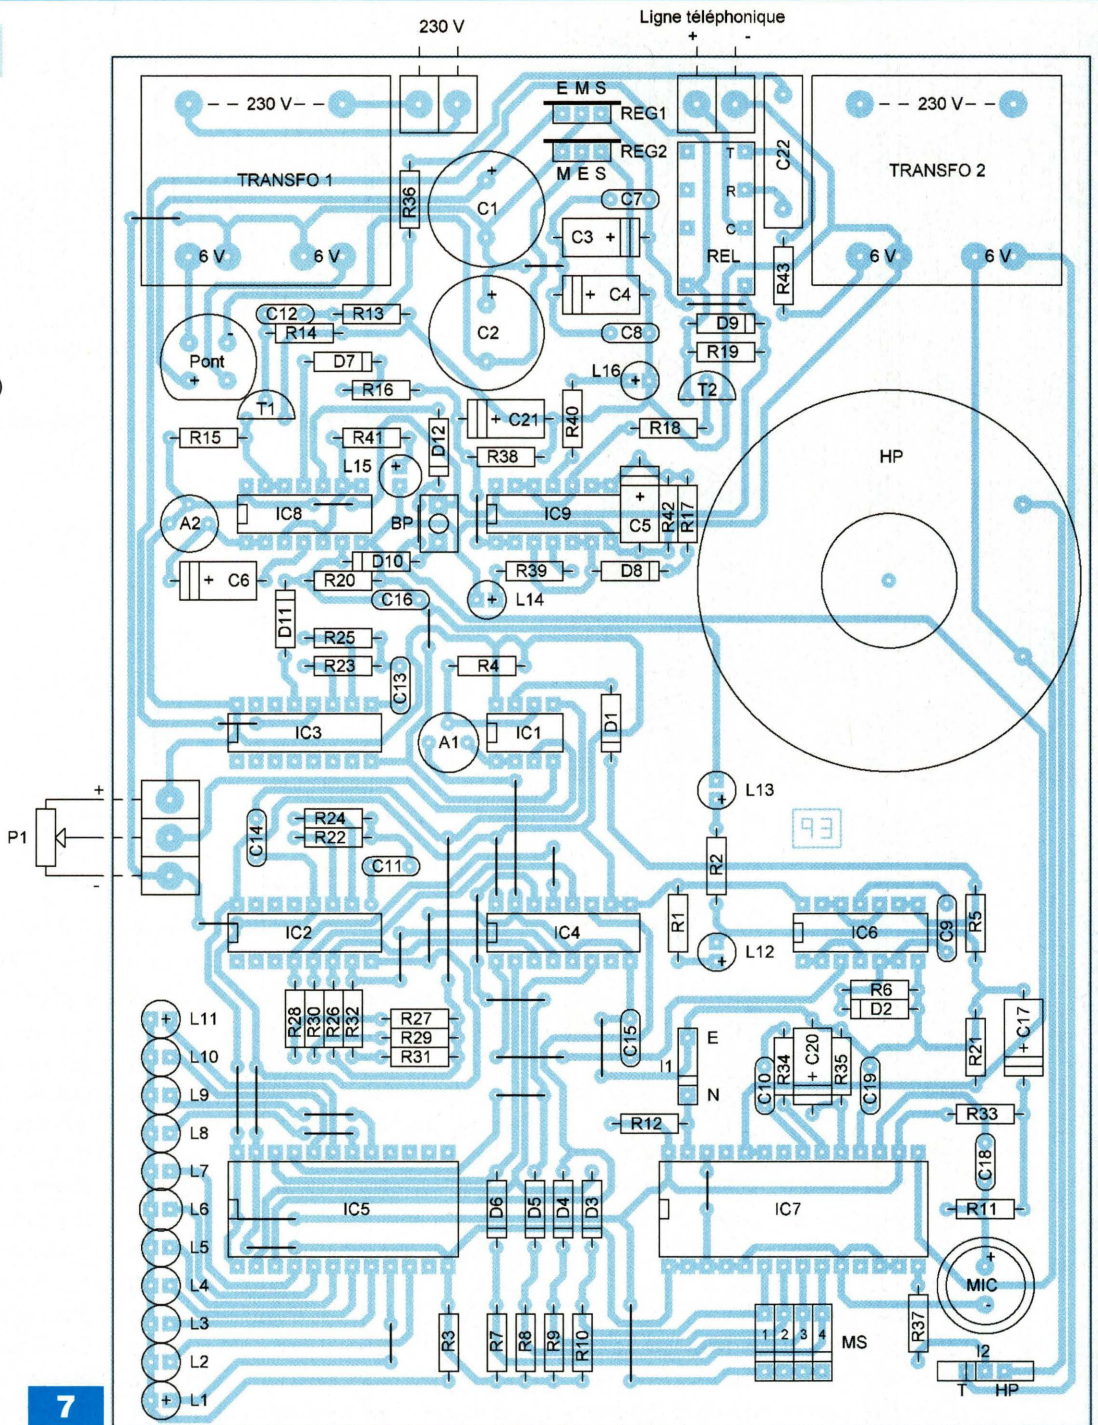 230 V
Ligne téléphonique
+ -
230 V
E M S
REG1
REG2
M E S
T
C22
230 V
TRANSFO 1
TRANSFO 2
R36
C1
+
C7
R
C3 +
C
REL
6 V 6 V
R43
6 V 6 V
+ C4
C12
R13
R14
C2
+
C8
D9
R19
Pont
-
+
D7
R16
L16
+
T2
T1
R40
+ C21
R18
R15
R41
D12
R38
HP
L15
+
A2
IC8
BP
IC9
+
C5
R42
R17
D10
R39
D8
+ C6
R20
C16
+
L14
D11
R25
R23
C13
R4
D1
IC3
A1
IC1
L13
+
+
P1
-
R24
R22
C14
C11
R2
R1
IC2
IC4
IC6
C9
R5
L12
+
R6
D2
R28
R30
R26
R32
R27
R29
R31
C15
E
I1
N
C10
R34
+ C20
R35
C19
R21
+ C17
+
L11
L10
L9
L8
L7
L6
L5
L4
L3
L2
+
L1
R12
R33
C18
R11
IC5
D6
D5
D4
D3
IC7
+
MIC
-
R3
R7
R8
R9
R10
1 2 3 4
MS
R37
I2
T HP
7